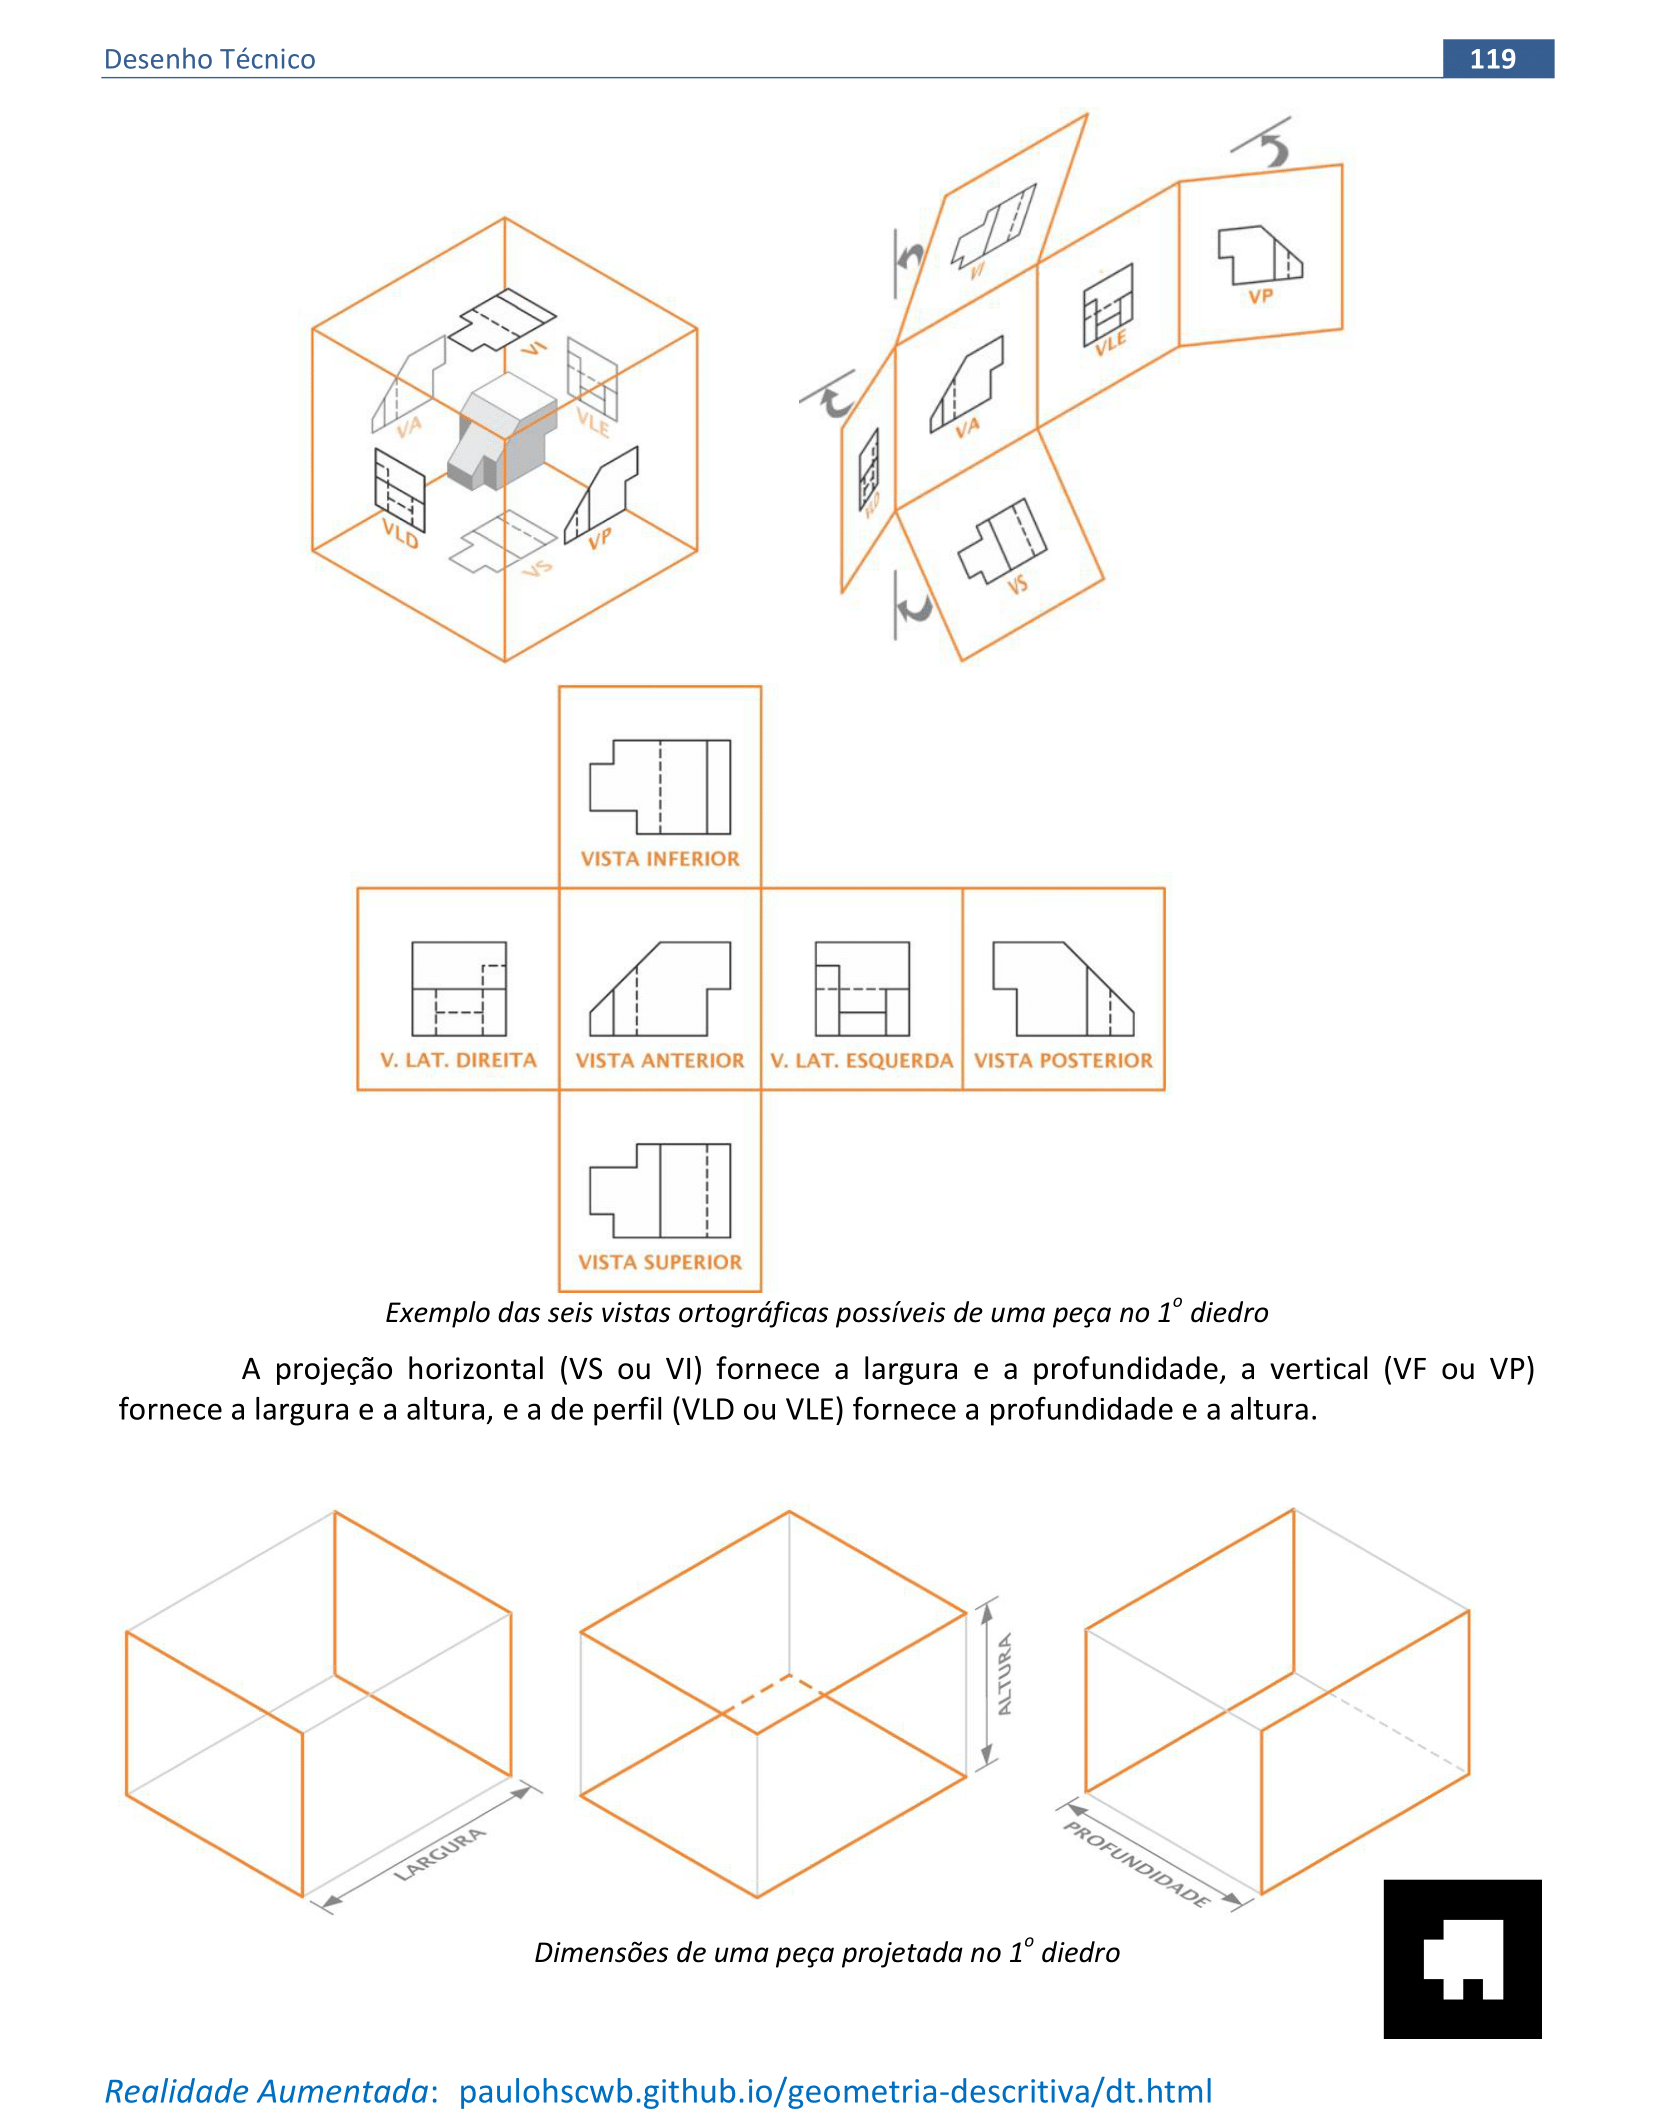 Desenho Técnico
119
VI
VA
VLE
VLD
VP
VS
VI
VP
VLE
VA
VLD
VS
VISTA INFERIOR
V. LAT. DIREITA VISTA ANTERIOR V. LAT. ESQUERDA VISTA POSTERIOR
VISTA SUPERIOR
Exemplo das seis vistas ortográficas possíveis de uma peça no 1º diedro
A projeção horizontal (VS ou VI) fornece a largura e a profundidade, a vertical (VF ou VP)
fornece a largura e a altura, e a de perfil (VLD ou VLE) fornece a profundidade e a altura.
LARGURA
ALTURA
PROFUNDIDADE
Dimensões de uma peça projetada no 1º diedro
Realidade Aumentada: paulohscwb.github.io/geometria-descritiva/dt.html